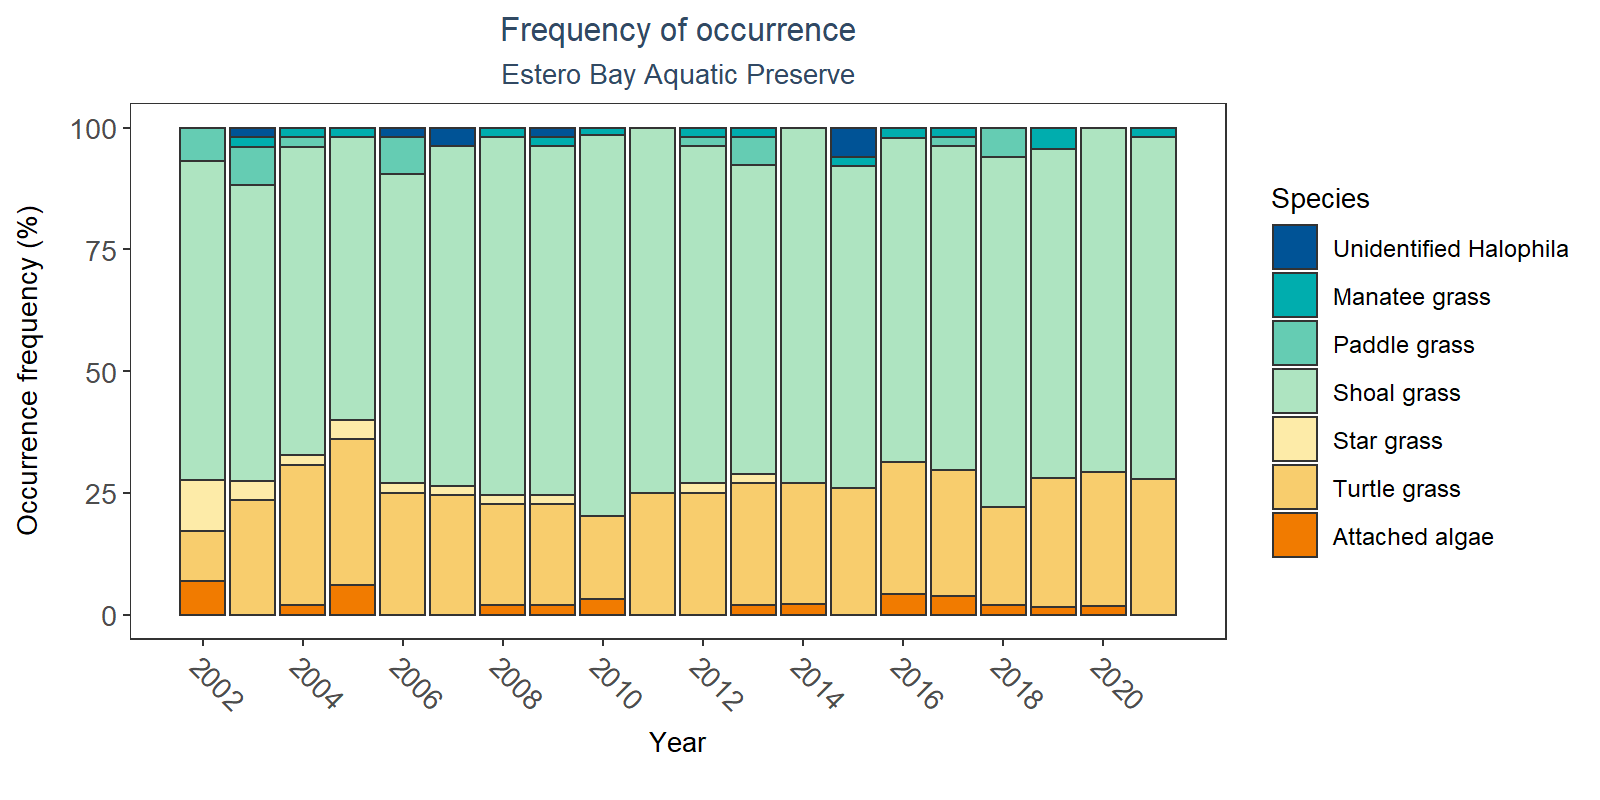 Frequency of occurrence
Estero Bay Aquatic Preserve
Occurrence frequency (%)
100
75
50
25
0
2002
2004
2006
2008
2010
2012
2014
2016
2018
2020
Year
Species
Unidentified Halophila
Manatee grass
Paddle grass
Shoal grass
Star grass
Turtle grass
Attached algae